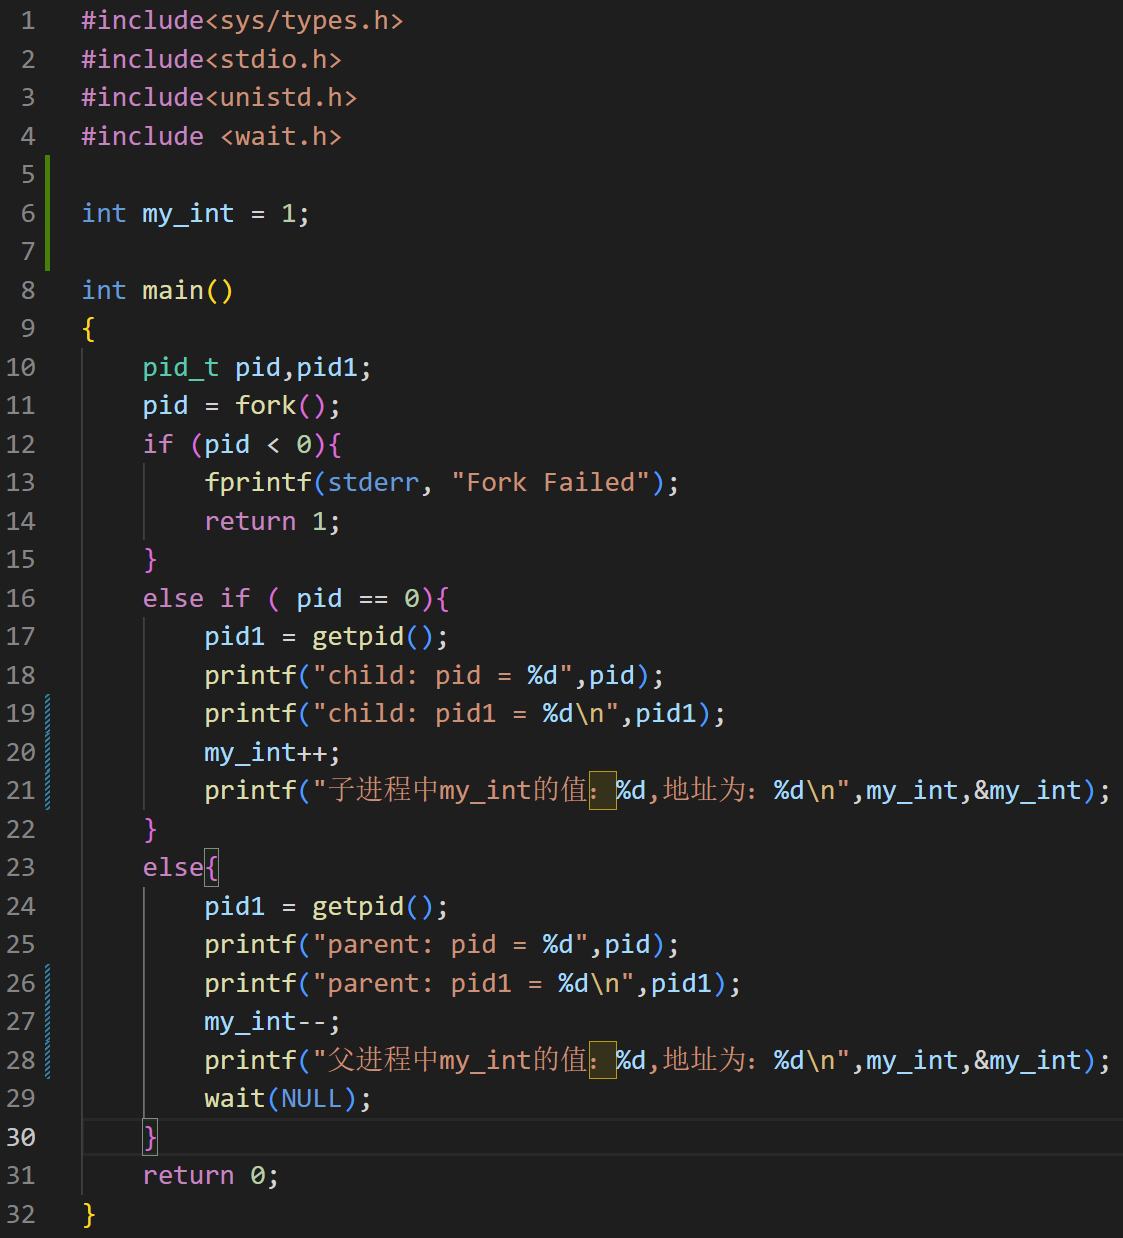 1 #include<sys/types.h>
2 #include<stdio.h>
3 #include<unistd.h>
4 #include <wait.h>
5
6 int my_int = 1;
7
8 int main()
9 {
10     pid_t pid,pid1;
11     pid = fork();
12     if (pid < 0){
13         fprintf(stderr, "Fork Failed");
14         return 1;
15     }
16     else if ( pid == 0){
17         pid1 = getpid();
18         printf("child: pid = %d",pid);
19         printf("child: pid1 = %d\n",pid1);
20         my_int++;
21         printf("子进程中my_int的值：%d,地址为：%d\n",my_int,&my_int);
22     }
23     else{
24         pid1 = getpid();
25         printf("parent: pid = %d",pid);
26         printf("parent: pid1 = %d\n",pid1);
27         my_int--;
28         printf("父进程中my_int的值：%d,地址为：%d\n",my_int,&my_int);
29         wait(NULL);
30     }
31     return 0;
32 }